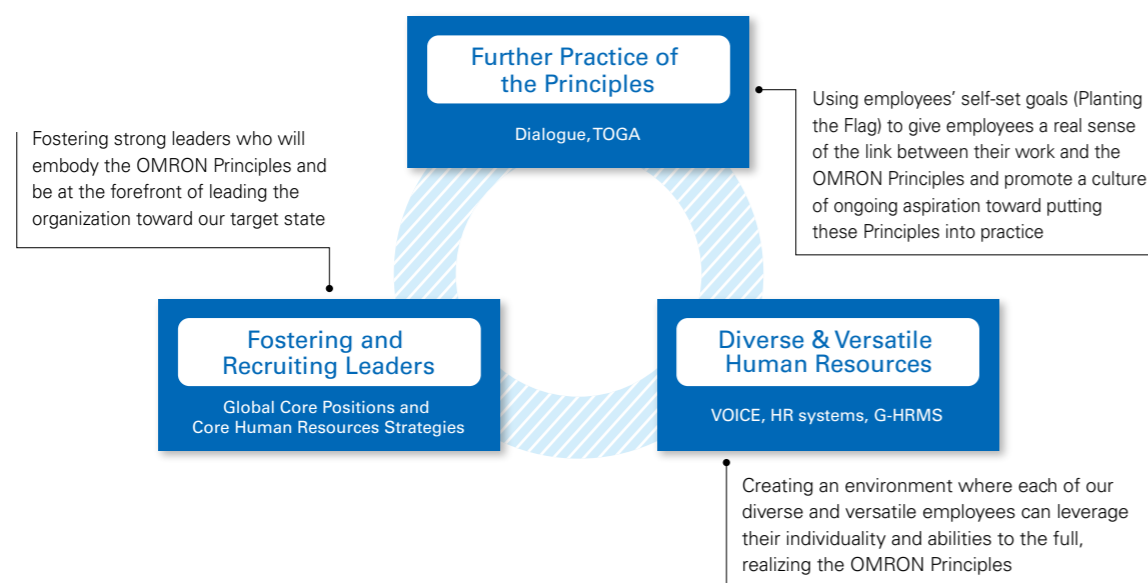 Further Practice of
the Principles
Dialogue, TOGA
Using employees' self-set goals (Planting
the Flag) to give employees a real sense
of the link between their work and the
OMRON Principles and promote a culture
of ongoing aspiration toward putting
these Principles into practice
Fostering strong leaders who will
embody the OMRON Principles and
be at the forefront of leading the
organization toward our target state
Fostering and
Recruiting Leaders
Global Core Positions and
Core Human Resources Strategies
Diverse & Versatile
Human Resources
VOICE, HR systems, G-HRMS
Creating an environment where each of our
diverse and versatile employees can leverage
their individuality and abilities to the full,
realizing the OMRON Principles